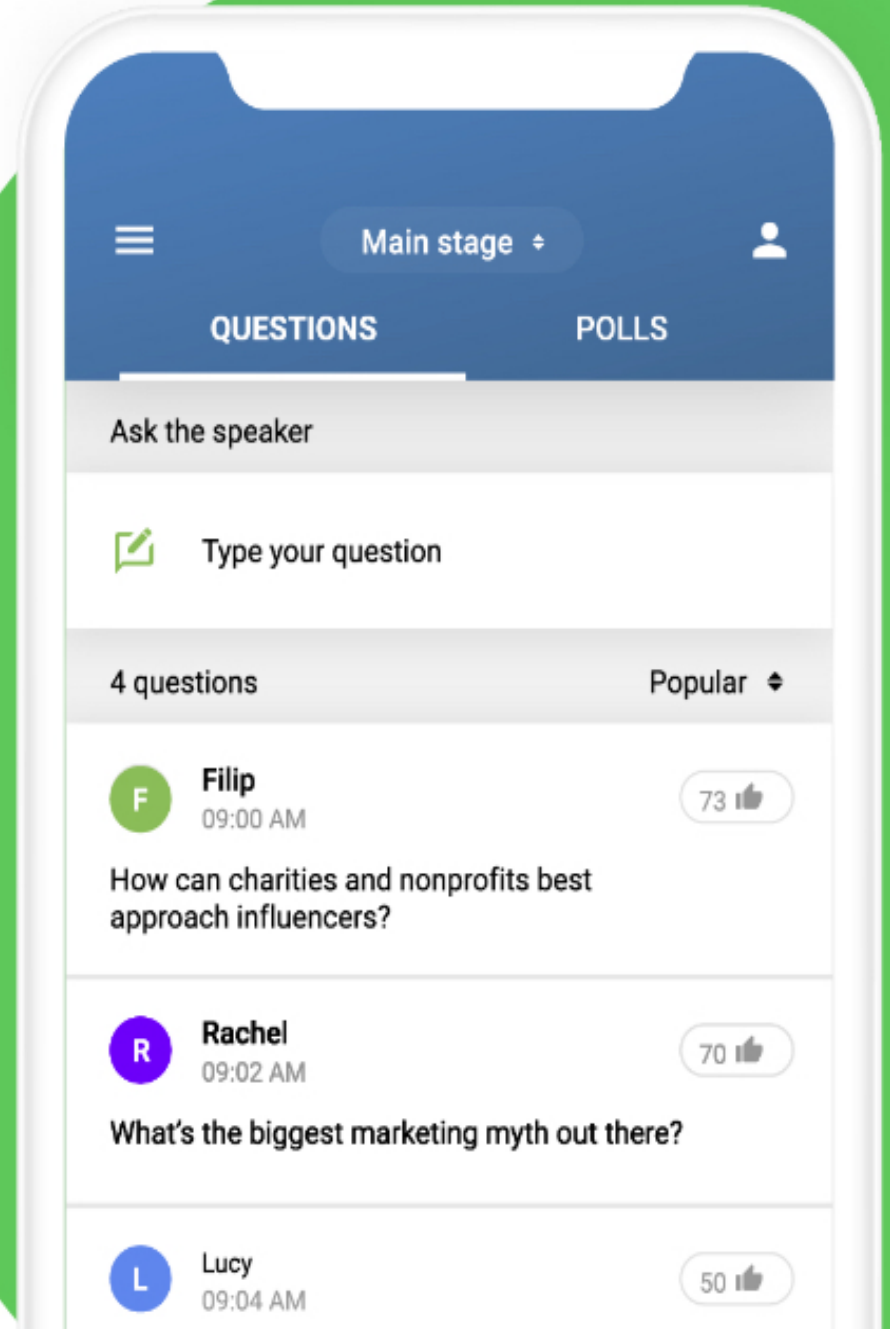 Main stage
QUESTIONS
POLLS
Ask the speaker
Type your question
4 questions
Popular
F
Filip
09:00 AM
73
How can charities and nonprofits best
approach influencers?
R
Rachel
09:02 AM
70
What's the biggest marketing myth out there?
L
Lucy
09:04 AM
50